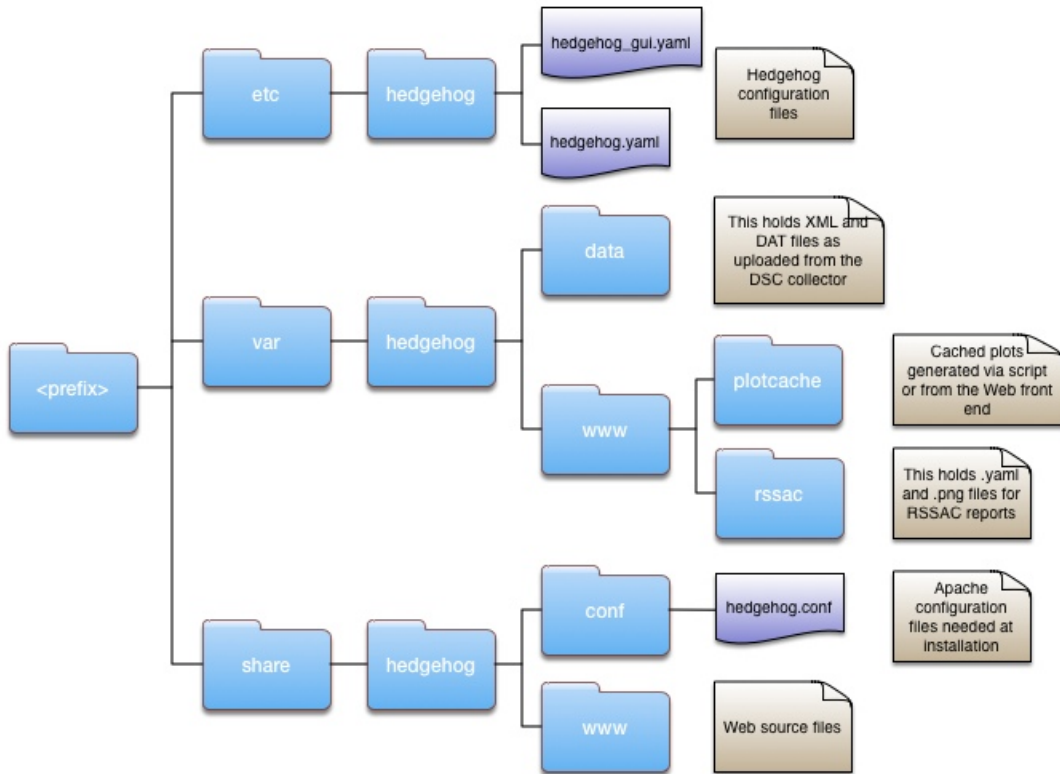 etc
hedgehog
hedgehog_gui.yaml
hedgehog.yaml
Hedgehog
configuration
files
<prefix>
var
hedgehog
data
This holds XML and
DAT files as
uploaded from the
DSC collector
www
plotcache
Cached plots
generated via script
or from the Web front
end
rssac
This holds .yaml
and .png files for
RSSAC reports
share
hedgehog
conf
hedgehog.conf
Apache
configuration
files needed at
installation
www
Web source files